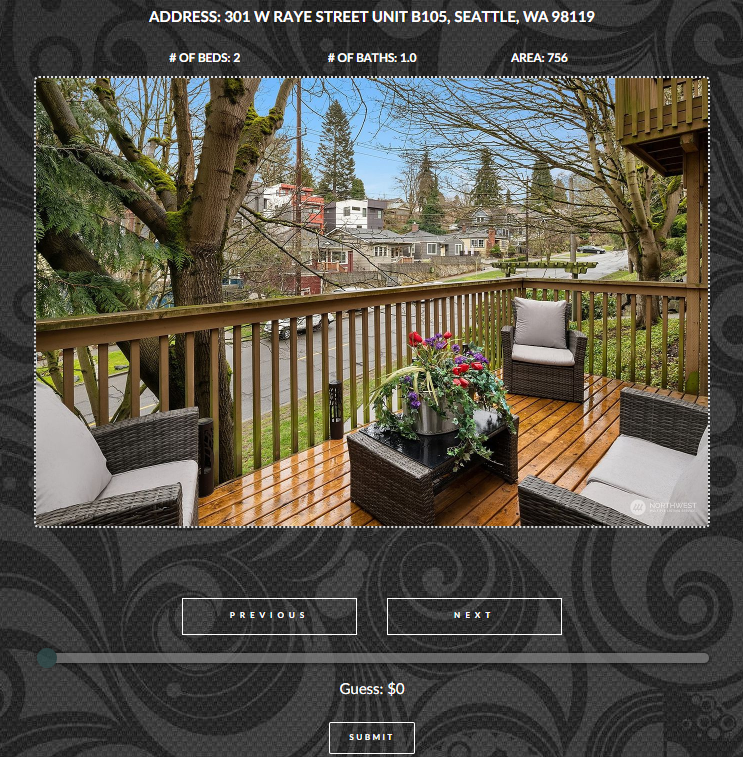 ADDRESS: 301 W RAYE STREET UNIT B105, SEATTLE, WA 98119
# OF BEDS: 2 # OF BATHS: 1.0 AREA: 756
NORTHWEST
PREVIOUS NEXT
Guess: $0
SUBMIT